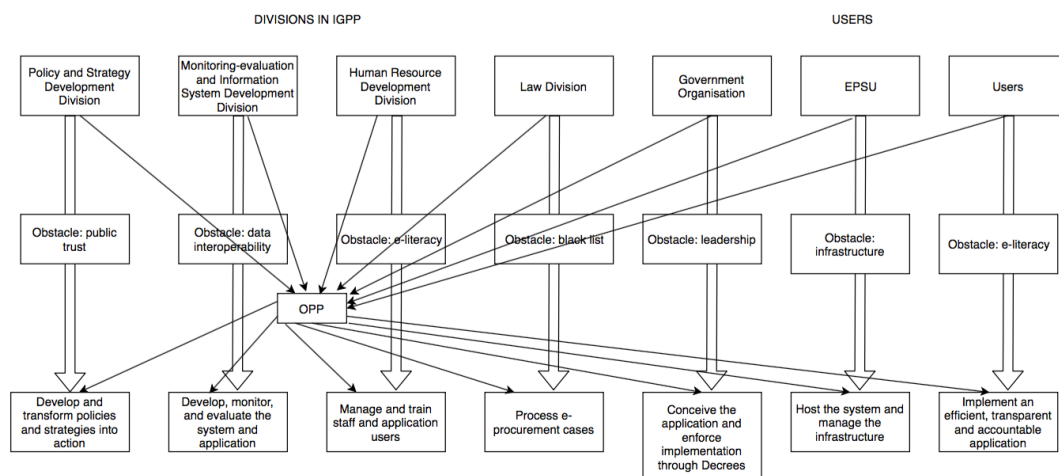 DIVISIONS IN IGPP
USERS
Policy and Strategy
Development
Division
Monitoring-evaluation
and Information
System Development
Division
Human Resource
Development
Division
Law Division
Government
Organisation
EPSU
Users
Obstacle: public
trust
Obstacle: data
interoperability
Obstacle: e-literacy
Obstacle: black list
Obstacle: leadership
Obstacle:
infrastructure
Obstacle: e-literacy
OPP
Develop and
transform policies
and strategies into
action
Develop, monitor,
and evaluate the
system and
application
Manage and train
staff and application
users
Process e-
procurement cases
Conceive the
application and
enforce
implementation
through Decrees
Host the system and
manage the
infrastructure
Implement an
efficient, transparent
and accountable
application